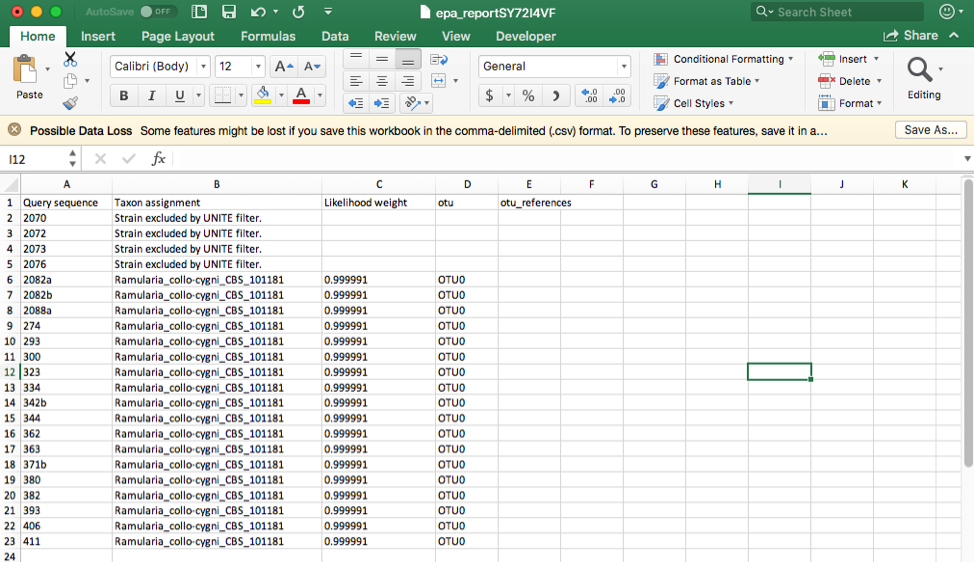 AutoSave OFF epa_reportSY72I4VF Search Sheet
Home Insert Page Layout Formulas Data Review View Developer Share
Paste Calibri (Body) 12 A A General Conditional Formatting Insert
B I U A $ % Format as Table Delete Editing
Cell Styles Format
Possible Data Loss Some features might be lost if you save this workbook in the comma-delimited (.csv) format. To preserve these features, save it in a... Save As...
I12 fx
A B C D E F G H I J K
1 Query sequence Taxon assignment Likelihood weight otu otu_references
2 2070 Strain excluded by UNITE filter.
3 2072 Strain excluded by UNITE filter.
4 2073 Strain excluded by UNITE filter.
5 2076 Strain excluded by UNITE filter.
6 2082a Ramularia_collo-cygni_CBS_101181 0.999991 OTU0
7 2082b Ramularia_collo-cygni_CBS_101181 0.999991 OTU0
8 2088a Ramularia_collo-cygni_CBS_101181 0.999991 OTU0
9 274 Ramularia_collo-cygni_CBS_101181 0.999991 OTU0
10 293 Ramularia_collo-cygni_CBS_101181 0.999991 OTU0
11 300 Ramularia_collo-cygni_CBS_101181 0.999991 OTU0
12 323 Ramularia_collo-cygni_CBS_101181 0.999991 OTU0
13 334 Ramularia_collo-cygni_CBS_101181 0.999991 OTU0
14 342b Ramularia_collo-cygni_CBS_101181 0.999991 OTU0
15 344 Ramularia_collo-cygni_CBS_101181 0.999991 OTU0
16 362 Ramularia_collo-cygni_CBS_101181 0.999991 OTU0
17 363 Ramularia_collo-cygni_CBS_101181 0.999991 OTU0
18 371b Ramularia_collo-cygni_CBS_101181 0.999991 OTU0
19 380 Ramularia_collo-cygni_CBS_101181 0.999991 OTU0
20 382 Ramularia_collo-cygni_CBS_101181 0.999991 OTU0
21 393 Ramularia_collo-cygni_CBS_101181 0.999991 OTU0
22 406 Ramularia_collo-cygni_CBS_101181 0.999991 OTU0
23 411 Ramularia_collo-cygni_CBS_101181 0.999991 OTU0
24